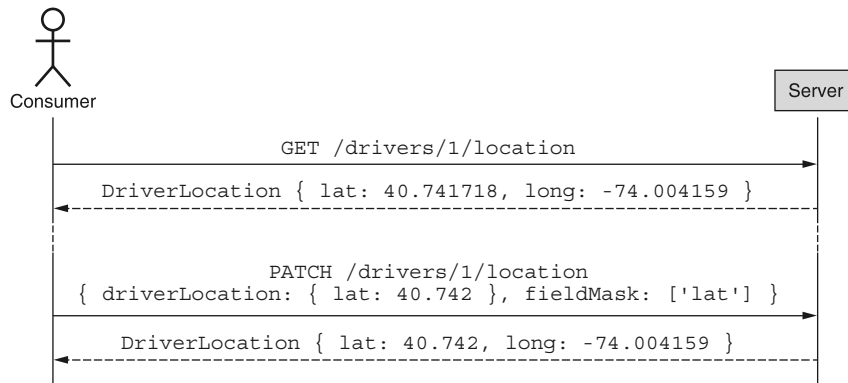 Consumer
Server
GET /drivers/1/location
DriverLocation { lat: 40.741718, long: -74.004159 }
PATCH /drivers/1/location
{ driverLocation: { lat: 40.742 }, fieldMask: ['lat'] }
DriverLocation { lat: 40.742, long: -74.004159 }